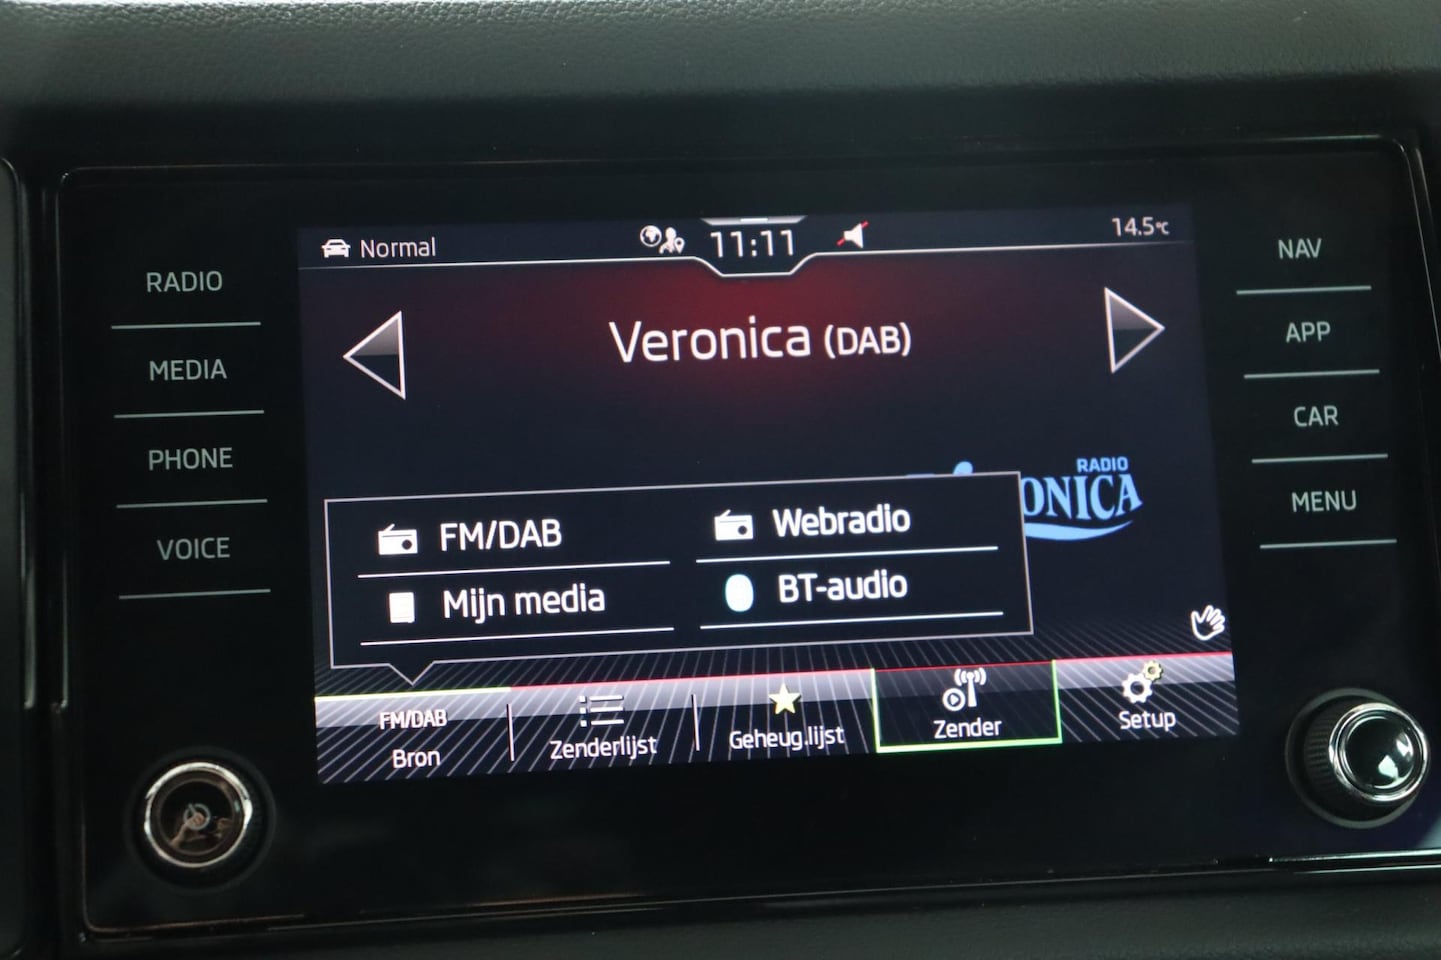 Normal
11:11
14.5°C
RADIO
MEDIA
PHONE
VOICE
Veronica (DAB)
RADIO
ONICA
FM/DAB
Webradio
Mijn media
BT-audio
FM/DAB
Bron
Zenderlijst
Geheug.lijst
Zender
Setup
NAV
APP
CAR
MENU